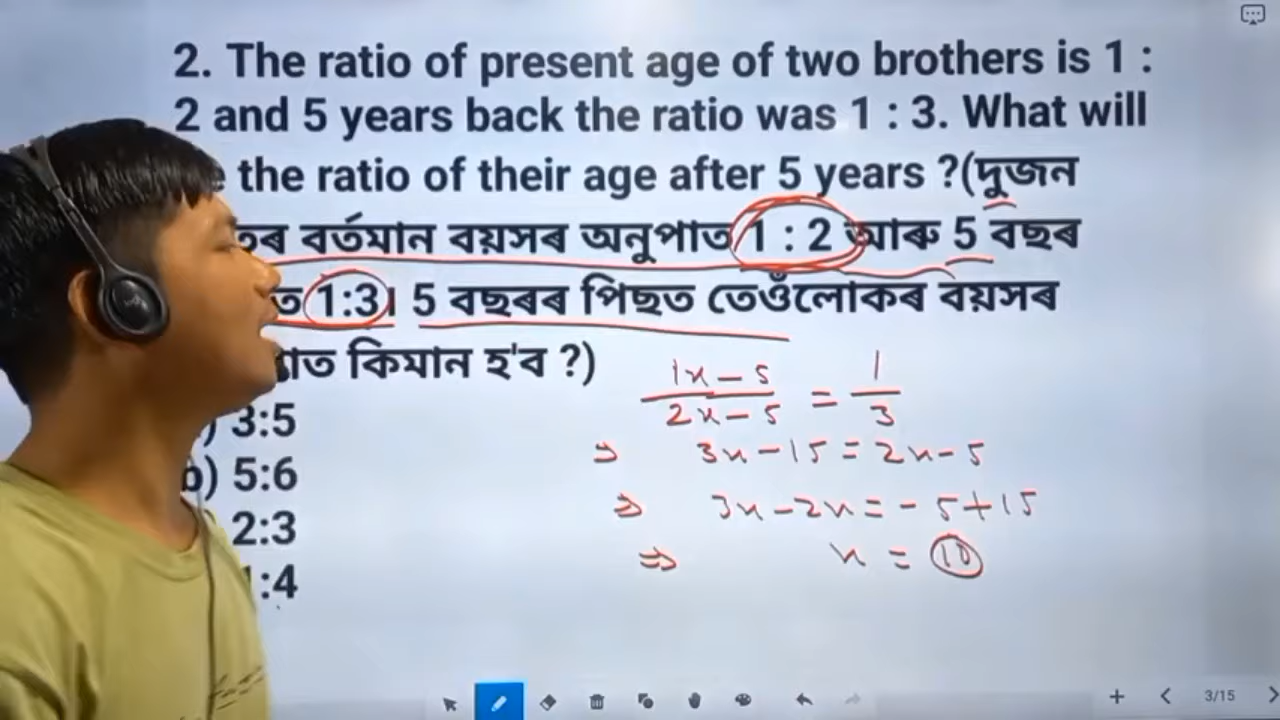 2. The ratio of present age of two brothers is 1 :
2 and 5 years back the ratio was 1 : 3. What will
the ratio of their age after 5 years ?(দুজন
বৰ্তমান বয়সৰ অনুপাত 1 : 2 আৰু 5 বছৰ
1:3। 5 বছৰৰ পিছত তেওঁলোকৰ বয়সৰ
কিমান হ'ব ?)
3:5
b) 5:6
2:3
:4
1x-5/2x-5 = 1/3
⇒ 3x-15=2x-5
⇒ 3x-2x=-5+15
⇒ x = 10
3/15